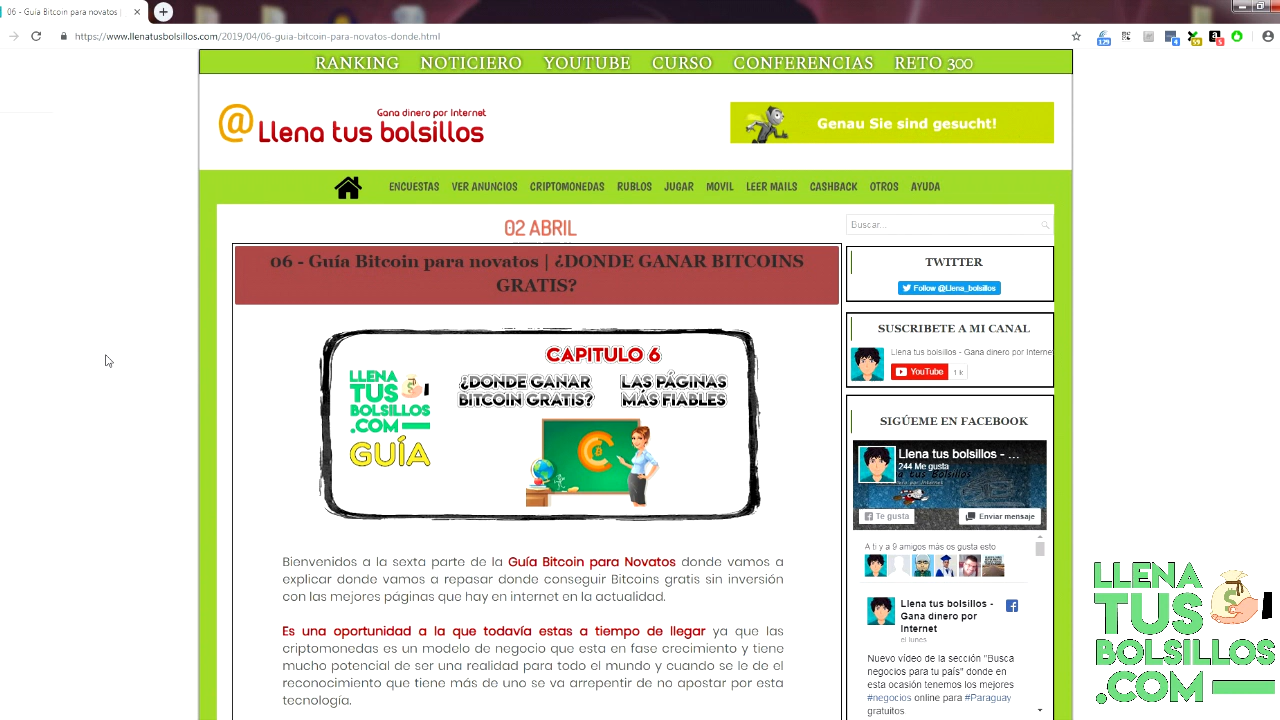 06 - Guía Bitcoin para novatos |
https://www.llenatusbolsillos.com/2019/04/06-guia-bitcoin-para-novatos-donde.html
129
4
59
5
RANKING NOTICIERO YOUTUBE CURSO CONFERENCIAS RETO 300
Gana dinero por Internet
@Llena tus bolsillos
Genau Sie sind gesucht!
ENCUESTAS VER ANUNCIOS CRIPTOMONEDAS RUBLOS JUGAR MOVIL LEER MAILS CASHBACK OTROS AYUDA
02 ABRIL
06 - Guía Bitcoin para novatos | ¿DONDE GANAR BITCOINS
GRATIS?
CAPITULO 6
LLENA
TUS
BOLSILLOS
.COM
GUÍA
¿DONDE GANAR
BITCOIN GRATIS?
LAS PÁGINAS
MÁS FIABLES
Bienvenidos a la sexta parte de la Guía Bitcoin para Novatos donde vamos a
explicar donde vamos a repasar donde conseguir Bitcoins gratis sin inversión
con las mejores páginas que hay en internet en la actualidad.
Es una oportunidad a la que todavía estas a tiempo de llegar ya que las
criptomonedas es un modelo de negocio que esta en fase crecimiento y tiene
mucho potencial de ser una realidad para todo el mundo y cuando se le de el
reconocimiento que tiene más de uno se va arrepentir de no apostar por esta
tecnología.
Buscar...
TWITTER
Follow @Llena_bolsillos
SUSCRIBETE A MI CANAL
Llena tus bolsillos - Gana dinero por Internet
YouTube 1 k
SIGÚEME EN FACEBOOK
Llena tus bolsillos - ...
244 Me gusta
Te gusta
Enviar mensaje
A ti y a 9 amigos más os gusta esto
Llena tus bolsillos -
Gana dinero por
Internet
el lunes
Nuevo vídeo de la sección "Busca
negocios para tu país" donde en
esta ocasión tenemos los mejores
#negocios online para #Paraguay
gratuitos
LLENA
TUS
BOLSILLOS
.COM